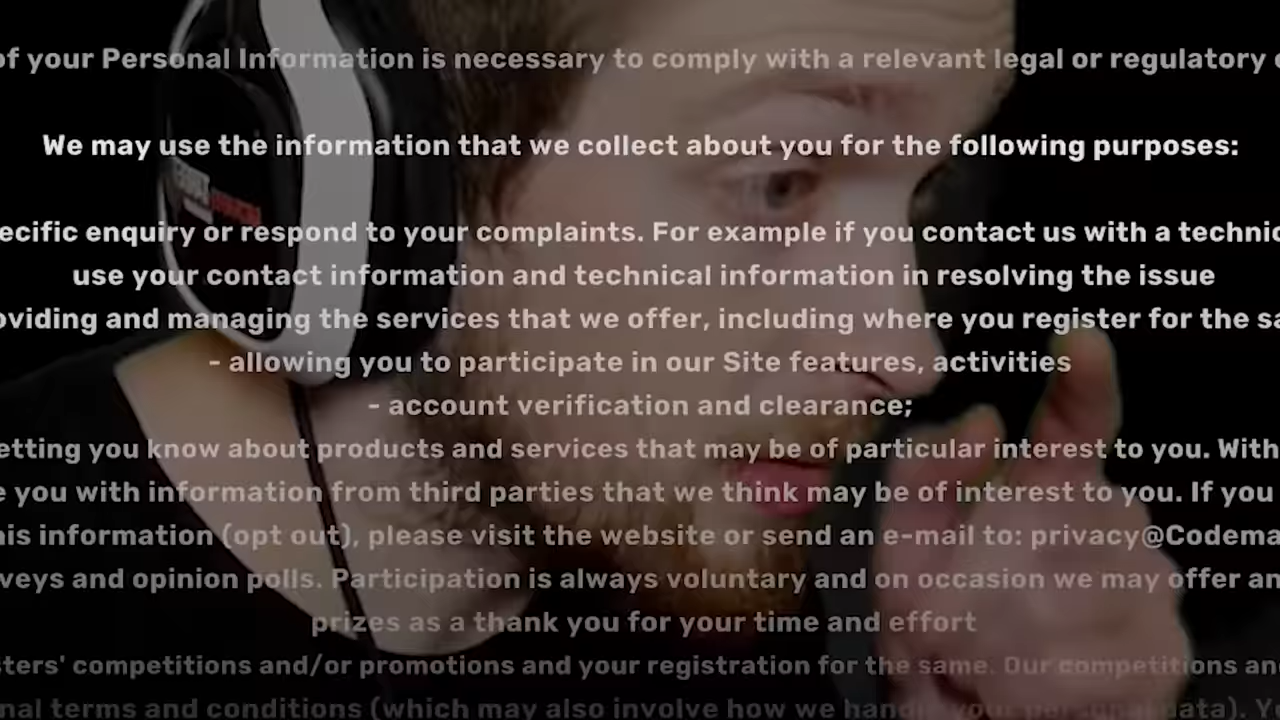 of your Personal Information is necessary to comply with a relevant legal or regulatory
We may use the information that we collect about you for the following purposes:
ecific enquiry or respond to your complaints. For example if you contact us with a technic
use your contact information and technical information in resolving the issue
oviding and managing the services that we offer, including where you register for the sa
- allowing you to participate in our Site features, activities
- account verification and clearance;
etting you know about products and services that may be of particular interest to you. With
e you with information from third parties that we think may be of interest to you. If you
his information (opt out), please visit the website or send an e-mail to: privacy@Codema
veys and opinion polls. Participation is always voluntary and on occasion we may offer an
prizes as a thank you for your time and effort
sters' competitions and/or promotions and your registration for the same. Our competitions an
nal terms and conditions (which may also involve how we handle your personal data). Yo